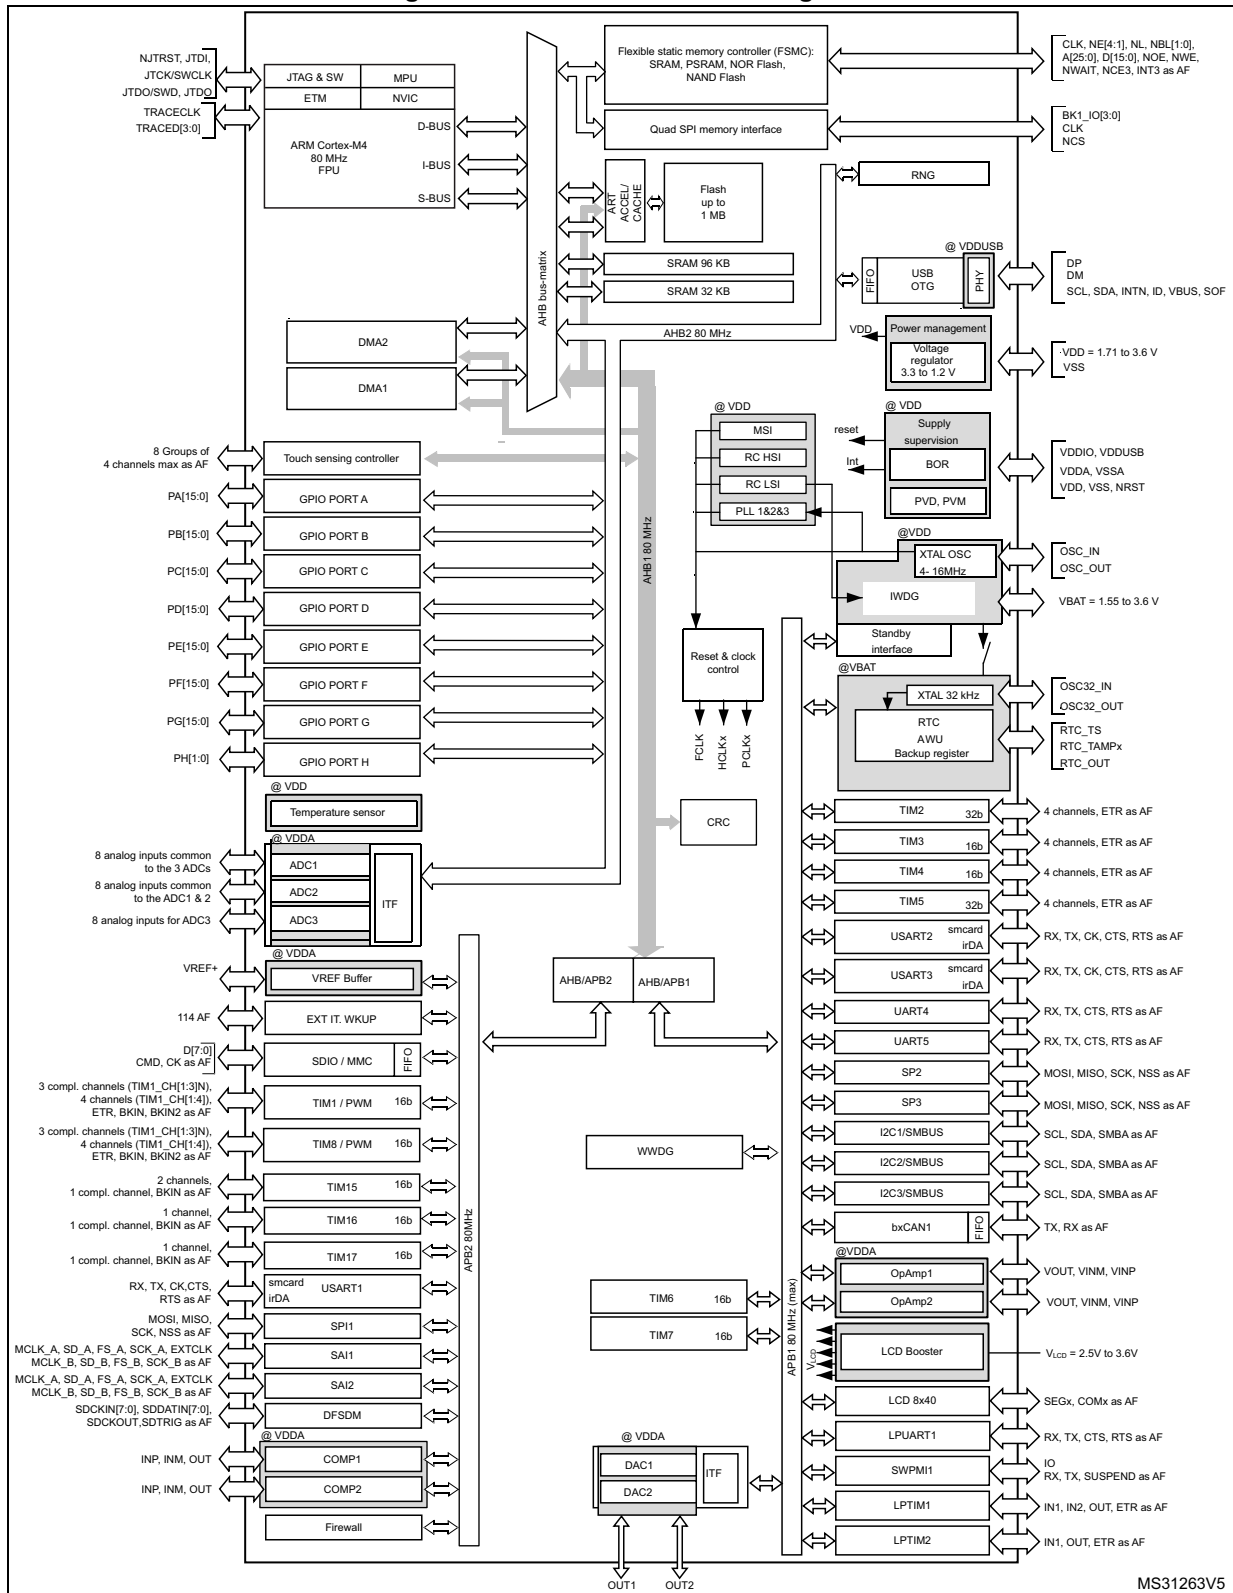 NJTRST, JTDI,
JTCK/SWCLK
JTDO/SWD, JTDO
TRACECLK
TRACED[3:0]
JTAG & SW
MPU
ETM
NVIC
ARM Cortex-M4
80 MHz
FPU
D-BUS
I-BUS
S-BUS
AHB bus-matrix
Flexible static memory controller (FSMC):
SRAM, PSRAM, NOR Flash,
NAND Flash
CLK, NE[4:1], NL, NBL[1:0],
A[25:0], D[15:0], NOE, NWE,
NWAIT, NCE3, INT3 as AF
Quad SPI memory interface
BK1_IO[3:0]
CLK
NCS
ART
ACCEL/
CACHE
Flash
up to
1 MB
RNG
SRAM 96 KB
SRAM 32 KB
@ VDDUSB
FIFO
USB
OTG
PHY
DP
DM
SCL, SDA, INTN, ID, VBUS, SOF
AHB2 80 MHz
DMA2
DMA1
VDD
Power management
Voltage
regulator
3.3 to 1.2 V
VDD = 1.71 to 3.6 V
VSS
@ VDD
MSI
RC HSI
RC LSI
PLL 1&2&3
@ VDD
reset
Int
Supply
supervision
BOR
PVD, PVM
VDDIO, VDDUSB
VDDA, VSSA
VDD, VSS, NRST
8 Groups of
4 channels max as AF
Touch sensing controller
PA[15:0]
GPIO PORT A
PB[15:0]
GPIO PORT B
PC[15:0]
GPIO PORT C
PD[15:0]
GPIO PORT D
PE[15:0]
GPIO PORT E
PF[15:0]
GPIO PORT F
PG[15:0]
GPIO PORT G
PH[1:0]
GPIO PORT H
AHB1 80 MHz
@VDD
XTAL OSC
4- 16MHz
IWDG
OSC_IN
OSC_OUT
VBAT = 1.55 to 3.6 V
Standby
interface
Reset & clock
control
FCLK
HCLKx
PCLKx
@VBAT
XTAL 32 kHz
RTC
AWU
Backup register
OSC32_IN
OSC32_OUT
RTC_TS
RTC_TAMPx
RTC_OUT
@ VDD
Temperature sensor
@ VDDA
8 analog inputs common
to the 3 ADCs
8 analog inputs common
to the ADC1 & 2
8 analog inputs for ADC3
ADC1
ADC2
ADC3
ITF
CRC
@ VDDA
VREF+
VREF Buffer
AHB/APB2
AHB/APB1
114 AF
EXT IT. WKUP
D[7:0]
CMD, CK as AF
SDIO / MMC
FIFO
3 compl. channels (TIM1_CH[1:3]N),
4 channels (TIM1_CH[1:4]),
ETR, BKIN, BKIN2 as AF
TIM1 / PWM
16b
3 compl. channels (TIM1_CH[1:3]N),
4 channels (TIM1_CH[1:4]),
ETR, BKIN, BKIN2 as AF
TIM8 / PWM
16b
2 channels,
1 compl. channel, BKIN as AF
TIM15
16b
1 channel,
1 compl. channel, BKIN as AF
TIM16
16b
1 channel,
1 compl. channel, BKIN as AF
TIM17
16b
RX, TX, CK,CTS,
RTS as AF
smcard
irDA
USART1
MOSI, MISO,
SCK, NSS as AF
SPI1
MCLK_A, SD_A, FS_A, SCK_A, EXTCLK
MCLK_B, SD_B, FS_B, SCK_B as AF
SAI1
MCLK_A, SD_A, FS_A, SCK_A, EXTCLK
MCLK_B, SD_B, FS_B, SCK_B as AF
SAI2
SDCKIN[7:0], SDDATIN[7:0],
SDCKOUT,SDTRIG as AF
DFSDM
@ VDDA
INP, INM, OUT
COMP1
INP, INM, OUT
COMP2
Firewall
APB2 80MHz
WWDG
TIM6
16b
TIM7
16b
@ VDDA
DAC1
DAC2
ITF
OUT1
OUT2
APB1 80 MHz (max)
TIM2
32b
4 channels, ETR as AF
TIM3
16b
4 channels, ETR as AF
TIM4
16b
4 channels, ETR as AF
TIM5
32b
4 channels, ETR as AF
USART2
smcard
irDA
RX, TX, CK, CTS, RTS as AF
USART3
smcard
irDA
RX, TX, CK, CTS, RTS as AF
UART4
RX, TX, CTS, RTS as AF
UART5
RX, TX, CTS, RTS as AF
SP2
MOSI, MISO, SCK, NSS as AF
SP3
MOSI, MISO, SCK, NSS as AF
I2C1/SMBUS
SCL, SDA, SMBA as AF
I2C2/SMBUS
SCL, SDA, SMBA as AF
I2C3/SMBUS
SCL, SDA, SMBA as AF
bxCAN1
FIFO
TX, RX as AF
@VDDA
OpAmp1
VOUT, VINM, VINP
OpAmp2
VOUT, VINM, VINP
VLCD
LCD Booster
VLCD = 2.5V to 3.6V
LCD 8x40
SEGx, COMx as AF
LPUART1
RX, TX, CTS, RTS as AF
SWPMI1
IO
RX, TX, SUSPEND as AF
LPTIM1
IN1, IN2, OUT, ETR as AF
LPTIM2
IN1, OUT, ETR as AF
MS31263V5